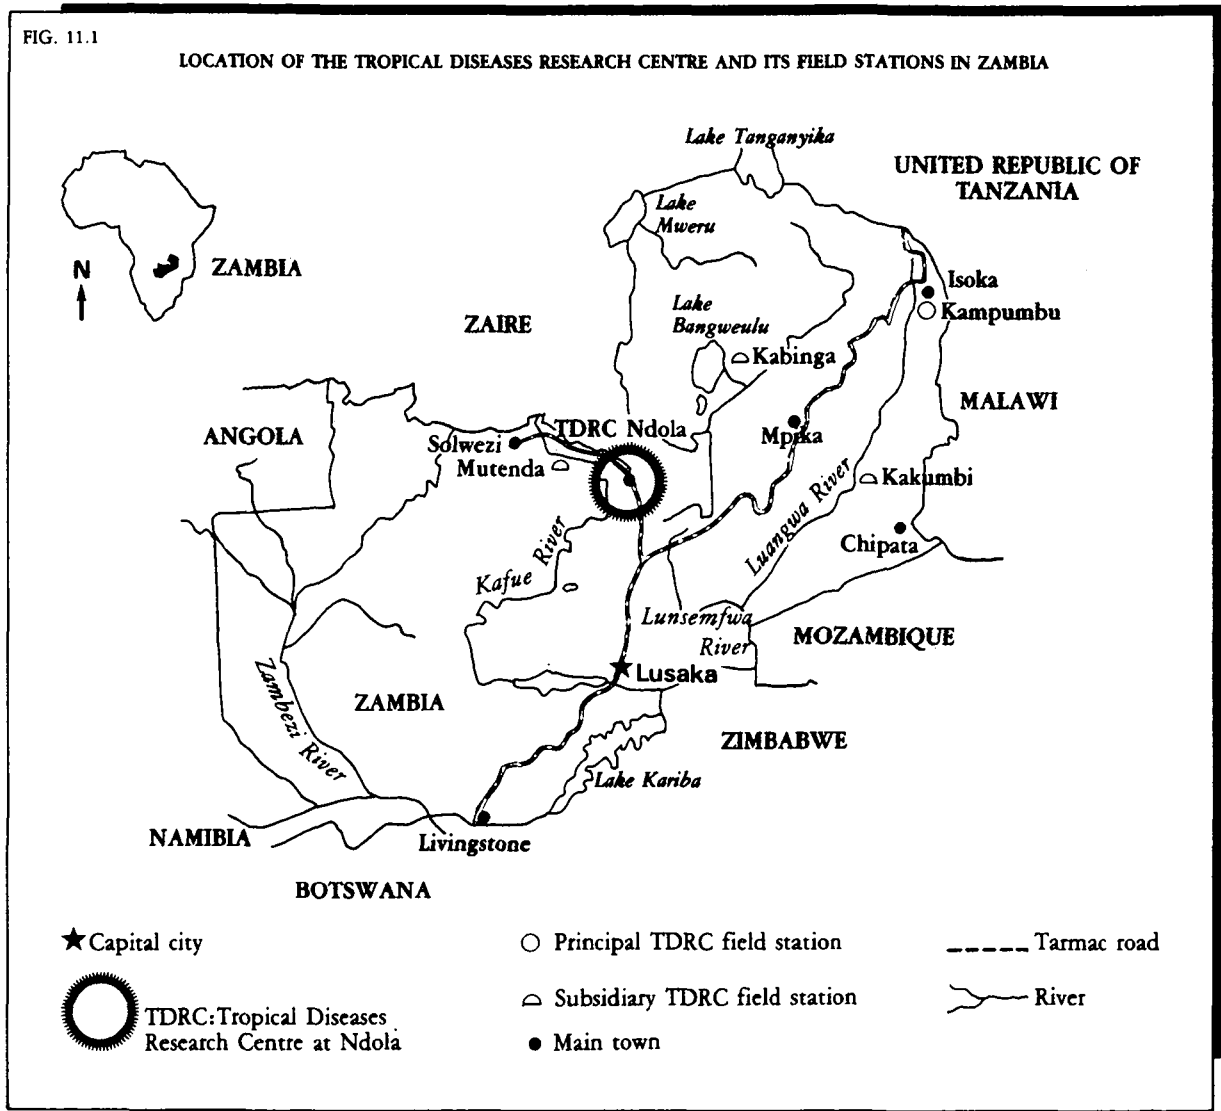 FIG. 11.1
LOCATION OF THE TROPICAL DISEASES RESEARCH CENTRE AND ITS FIELD STATIONS IN ZAMBIA
Lake Tanganyika
UNITED REPUBLIC OF
TANZANIA
Lake
Mweru
N
ZAMBIA
Isoka
Kampumbu
ZAIRE
Lake
Bangweulu
Kabinga
MALAWI
ANGOLA
TDRC Ndola
Solwezi
Mutenda
Mpika
Kakumbi
Luangwa River
Chipata
Kafue River
Lunsemfwa
River
MOZAMBIQUE
Lusaka
Zambezi River
ZAMBIA
ZIMBABWE
Lake Kariba
NAMIBIA
Livingstone
BOTSWANA
Capital city
Principal TDRC field station
Tarmac road
Subsidiary TDRC field station
River
TDRC:Tropical Diseases
Research Centre at Ndola
Main town